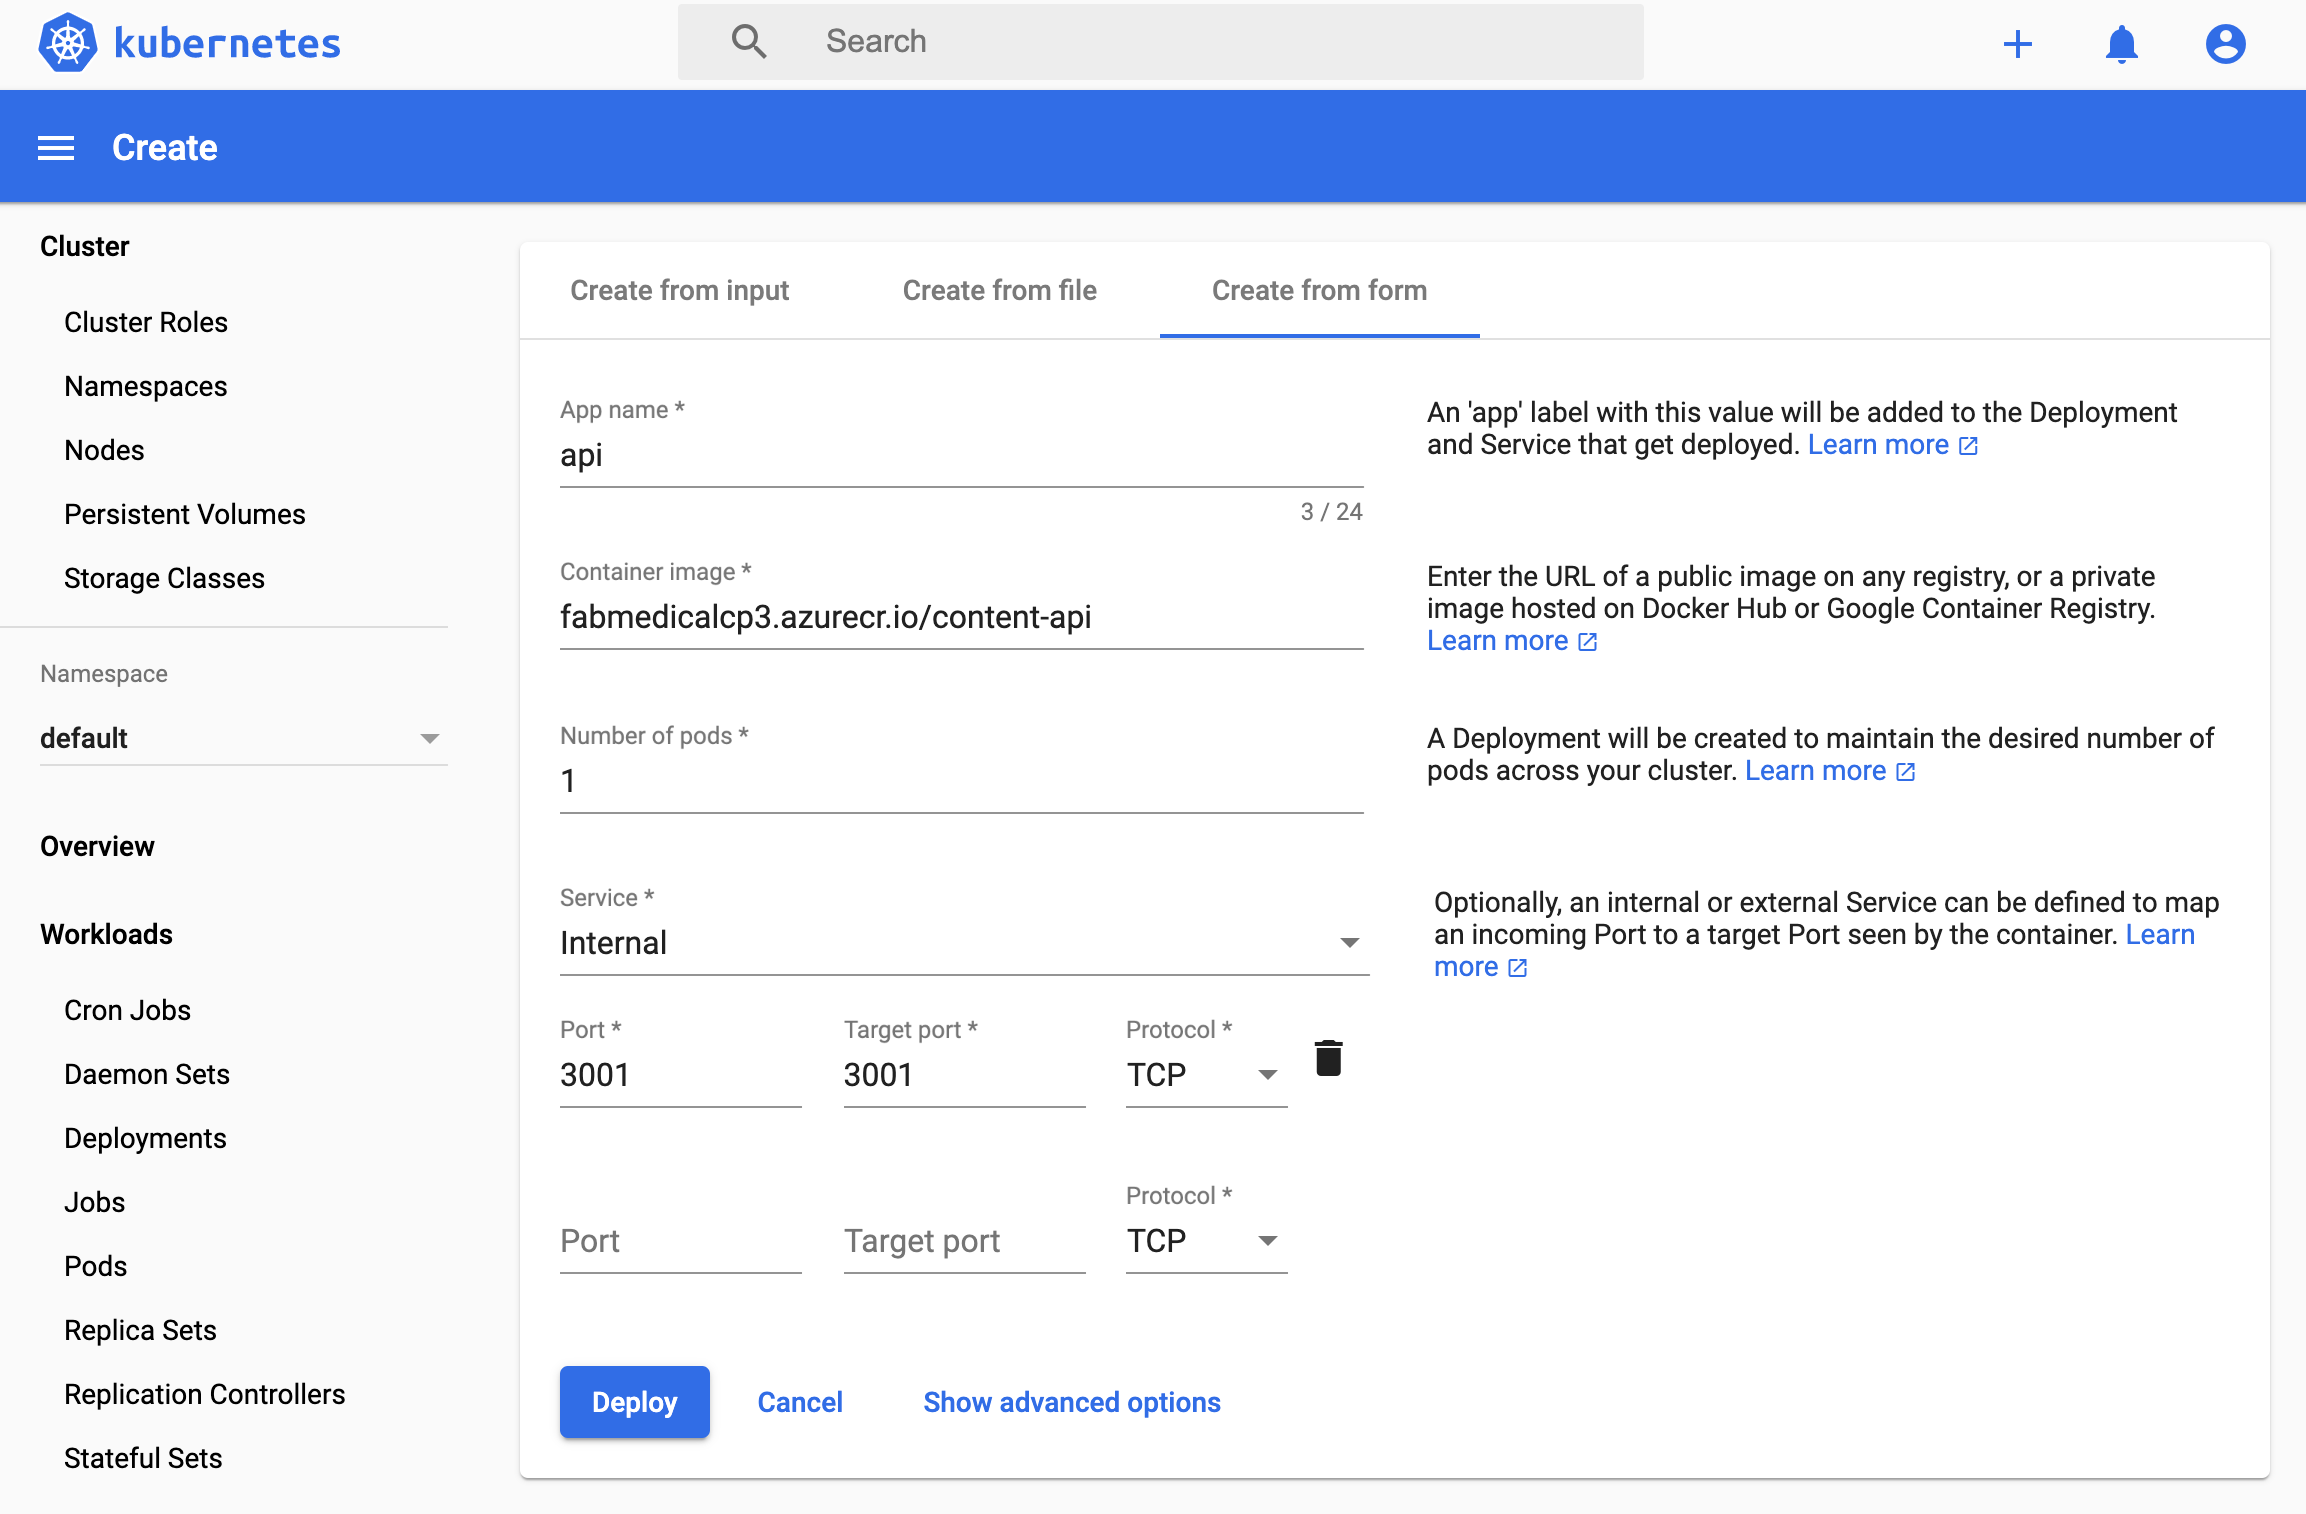 kubernetes
Search
Create
Cluster
Cluster Roles
Namespaces
Nodes
Persistent Volumes
Storage Classes
Namespace
default
Overview
Workloads
Cron Jobs
Daemon Sets
Deployments
Jobs
Pods
Replica Sets
Replication Controllers
Stateful Sets
Create from input
Create from file
Create from form
App name *
api
3 / 24
An 'app' label with this value will be added to the Deployment
and Service that get deployed. Learn more
Container image *
fabmedicalcp3.azurecr.io/content-api
Enter the URL of a public image on any registry, or a private
image hosted on Docker Hub or Google Container Registry.
Learn more
Number of pods *
1
A Deployment will be created to maintain the desired number of
pods across your cluster. Learn more
Service *
Internal
Optionally, an internal or external Service can be defined to map
an incoming Port to a target Port seen by the container. Learn
more
Port *
3001
Target port *
3001
Protocol *
TCP
Port
Target port
Protocol *
TCP
Deploy
Cancel
Show advanced options